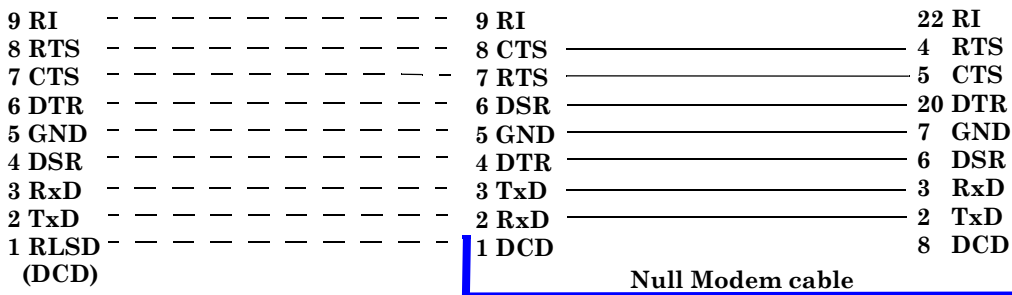 9 RI 9 RI 22 RI
8 RTS 8 CTS 4 RTS
7 CTS 7 RTS 5 CTS
6 DTR 6 DSR 20 DTR
5 GND 5 GND 7 GND
4 DSR 4 DTR 6 DSR
3 RxD 3 TxD 3 RxD
2 TxD 2 RxD 2 TxD
1 RLSD 1 DCD 8 DCD
(DCD) Null Modem cable